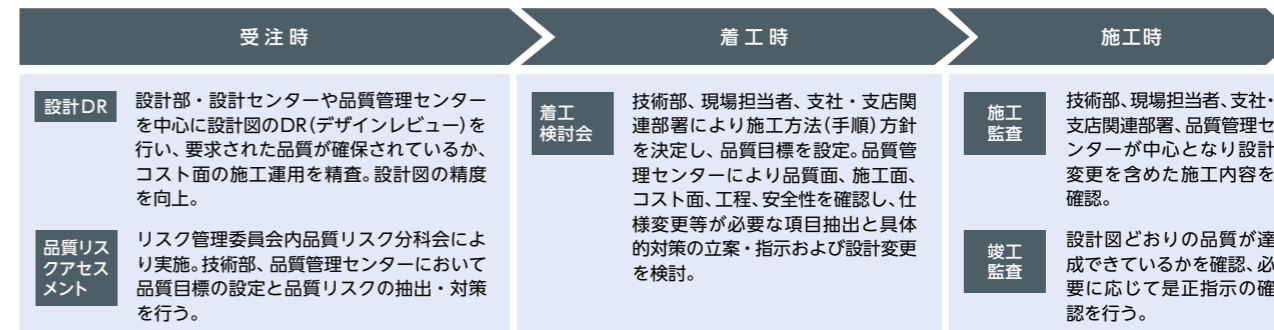 受注時
設計DR
設計部・設計センターや品質管理センター
を中心に設計図のDR(デザインレビュー)を
行い、要求された品質が確保されているか、
コスト面の施工運用を精査。設計図の精度
を向上。
品質リス
クアセス
メント
リスク管理委員会内品質リスク分科会によ
り実施。技術部、品質管理センターにおいて
品質目標の設定と品質リスクの抽出・対策
を行う。
着工時
着工
検討会
技術部、現場担当者、支社・支店関
連部署により施工方法(手順)方針
を決定し、品質目標を設定。品質管
理センターにより品質面、施工面、
コスト面、工程、安全性を確認し、仕
様変更等が必要な項目抽出と具体
的対策の立案・指示および設計変更
を検討。
施工時
施工
監査
技術部、現場担当者、支社・
支店関連部署、品質管理セ
ンターが中心となり設計
変更を含めた施工内容を
確認。
竣工
監査
設計図どおりの品質が達
成できているかを確認、必
要に応じて是正指示の確
認を行う。